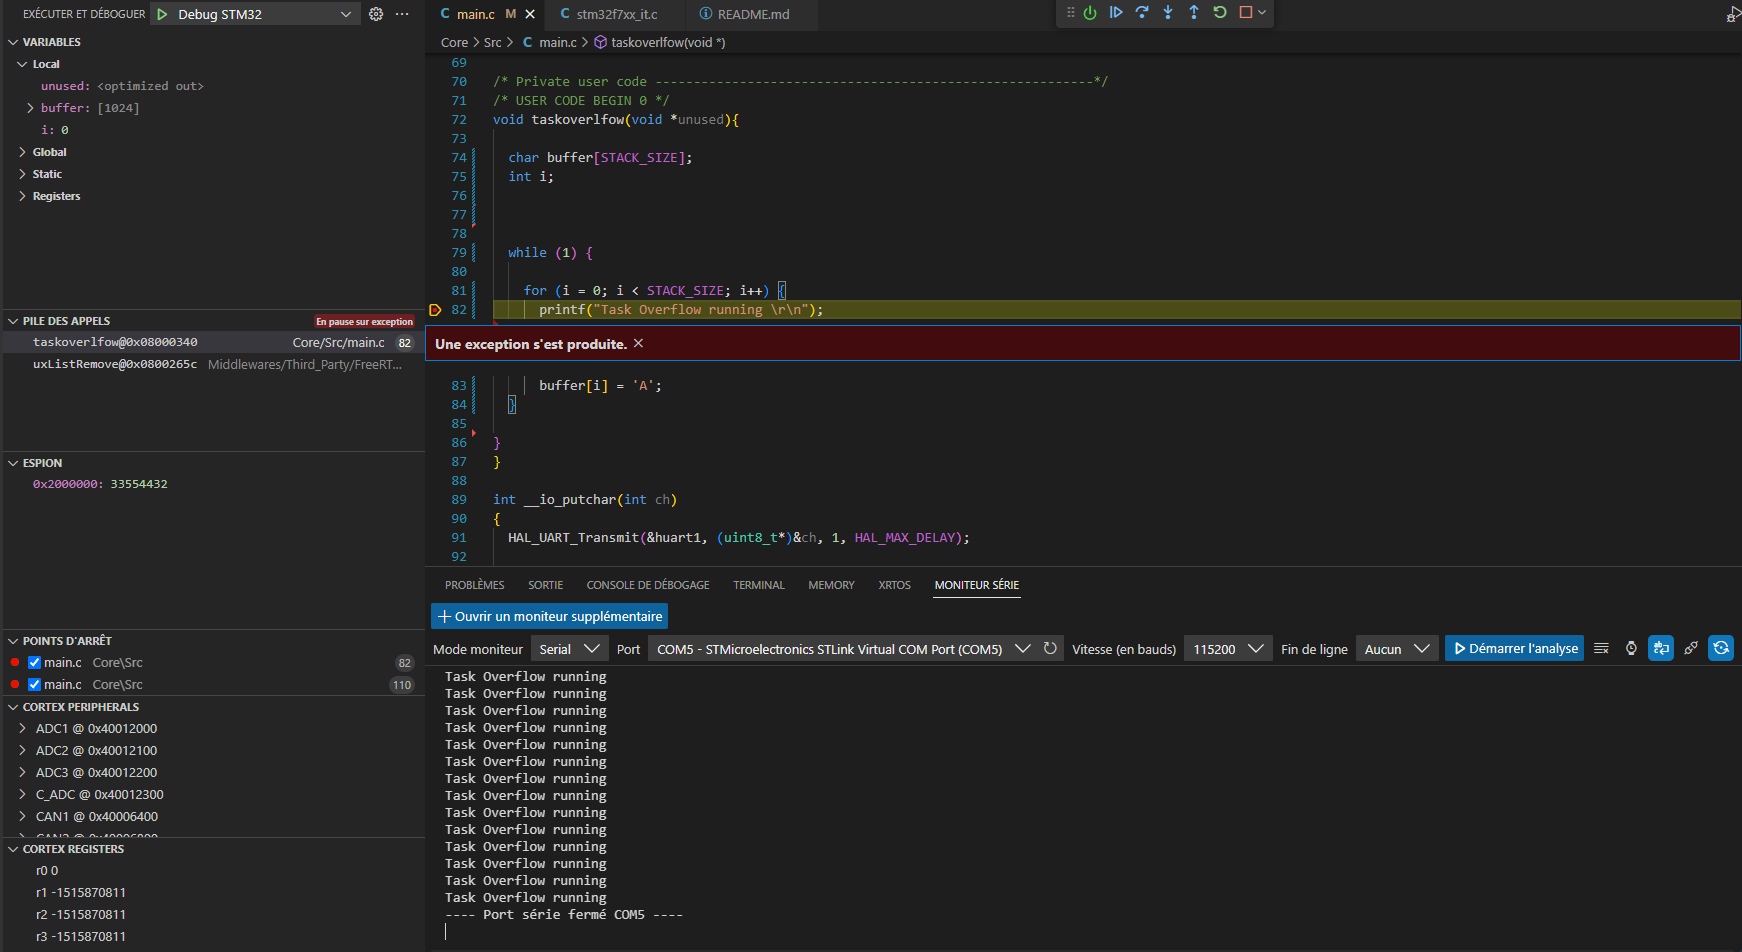 EXÉCUTER ET DÉBOGUER
Debug STM32
VARIABLES
Local
unused: <optimized out>
buffer: [1024]
i: 0
Global
Static
Registers
PILE DES APPELS
En pause sur exception
taskoverlfow@0x08000340 Core/Src/main.c 82
uxListRemove@0x0800265c Middlewares/Third_Party/FreeRT...
ESPION
0x2000000: 33554432
POINTS D'ARRÊT
main.c Core\Src 82
main.c Core\Src 110
CORTEX PERIPHERALS
ADC1 @ 0x40012000
ADC2 @ 0x40012100
ADC3 @ 0x40012200
C_ADC @ 0x40012300
CAN1 @ 0x40006400
CORTEX REGISTERS
r0 0
r1 -1515870811
r2 -1515870811
r3 -1515870811
C main.c M
C stm32f7xx_it.c
README.md
Core > Src > C main.c > taskoverlfow(void *)
69
70 /* Private user code ---------------------------------------------------------*/
71 /* USER CODE BEGIN 0 */
72 void taskoverlfow(void *unused){
73
74 char buffer[STACK_SIZE];
75 int i;
76
77
78
79 while (1) {
80
81 for (i = 0; i < STACK_SIZE; i++) {
82 printf("Task Overflow running \r\n");
Une exception s'est produite.
83 buffer[i] = 'A';
84 }
85
86 }
87 }
88
89 int __io_putchar(int ch)
90 {
91 HAL_UART_Transmit(&huart1, (uint8_t*)&ch, 1, HAL_MAX_DELAY);
92
PROBLÈMES SORTIE CONSOLE DE DÉBOGAGE TERMINAL MEMORY XRTOS MONITEUR SÉRIE
Ouvrir un moniteur supplémentaire
Mode moniteur Serial Port COM5 - STMicroelectronics STLink Virtual COM Port (COM5) Vitesse (en bauds) 115200 Fin de ligne Aucun Démarrer l'analyse
Task Overflow running
Task Overflow running
Task Overflow running
Task Overflow running
Task Overflow running
Task Overflow running
Task Overflow running
Task Overflow running
Task Overflow running
Task Overflow running
Task Overflow running
Task Overflow running
Task Overflow running
Task Overflow running
---- Port série fermé COM5 ----